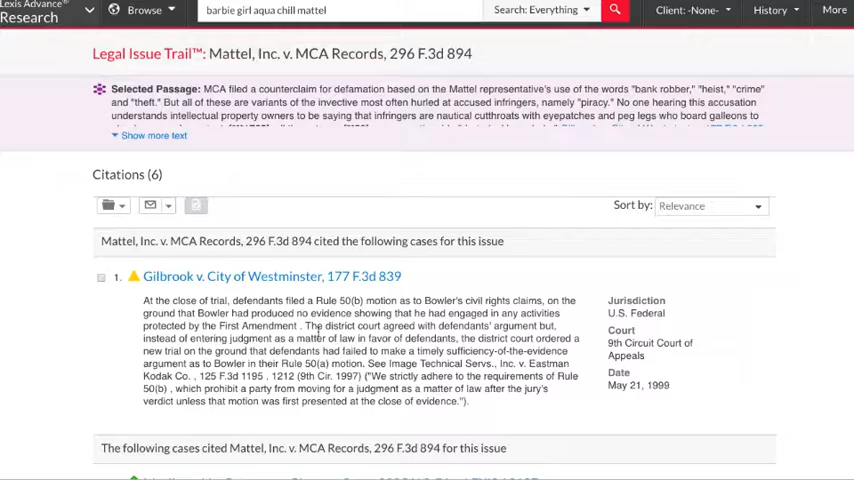 Lexis Advance®
Research
Browse
barbie girl aqua chill mattel
Search: Everything
Client: -None-
History
More
Legal Issue Trail™: Mattel, Inc. v. MCA Records, 296 F.3d 894
Selected Passage: MCA filed a counterclaim for defamation based on the Mattel representative's use of the words "bank robber," "heist," "crime"
and "theft." But all of these are variants of the invective most often hurled at accused infringers, namely "piracy." No one hearing this accusation
understands intellectual property owners to be saying that infringers are nautical cutthroats with eyepatches and peg legs who board galleons to
Show more text
Citations (6)
Sort by: Relevance
Mattel, Inc. v. MCA Records, 296 F.3d 894 cited the following cases for this issue
1. Gilbrook v. City of Westminster, 177 F.3d 839
At the close of trial, defendants filed a Rule 50(b) motion as to Bowler's civil rights claims, on the
ground that Bowler had produced no evidence showing that he had engaged in any activities
protected by the First Amendment . The district court agreed with defendants' argument but,
instead of entering judgment as a matter of law in favor of defendants, the district court ordered a
new trial on the ground that defendants had failed to make a timely sufficiency-of-the-evidence
argument as to Bowler in their Rule 50(a) motion. See Image Technical Servs., Inc. v. Eastman
Kodak Co. , 125 F.3d 1195 , 1212 (9th Cir. 1997) ("We strictly adhere to the requirements of Rule
50(b) , which prohibit a party from moving for a judgment as a matter of law after the jury's
verdict unless that motion was first presented at the close of evidence.").
Jurisdiction
U.S. Federal
Court
9th Circuit Court of
Appeals
Date
May 21, 1999
The following cases cited Mattel, Inc. v. MCA Records, 296 F.3d 894 for this issue